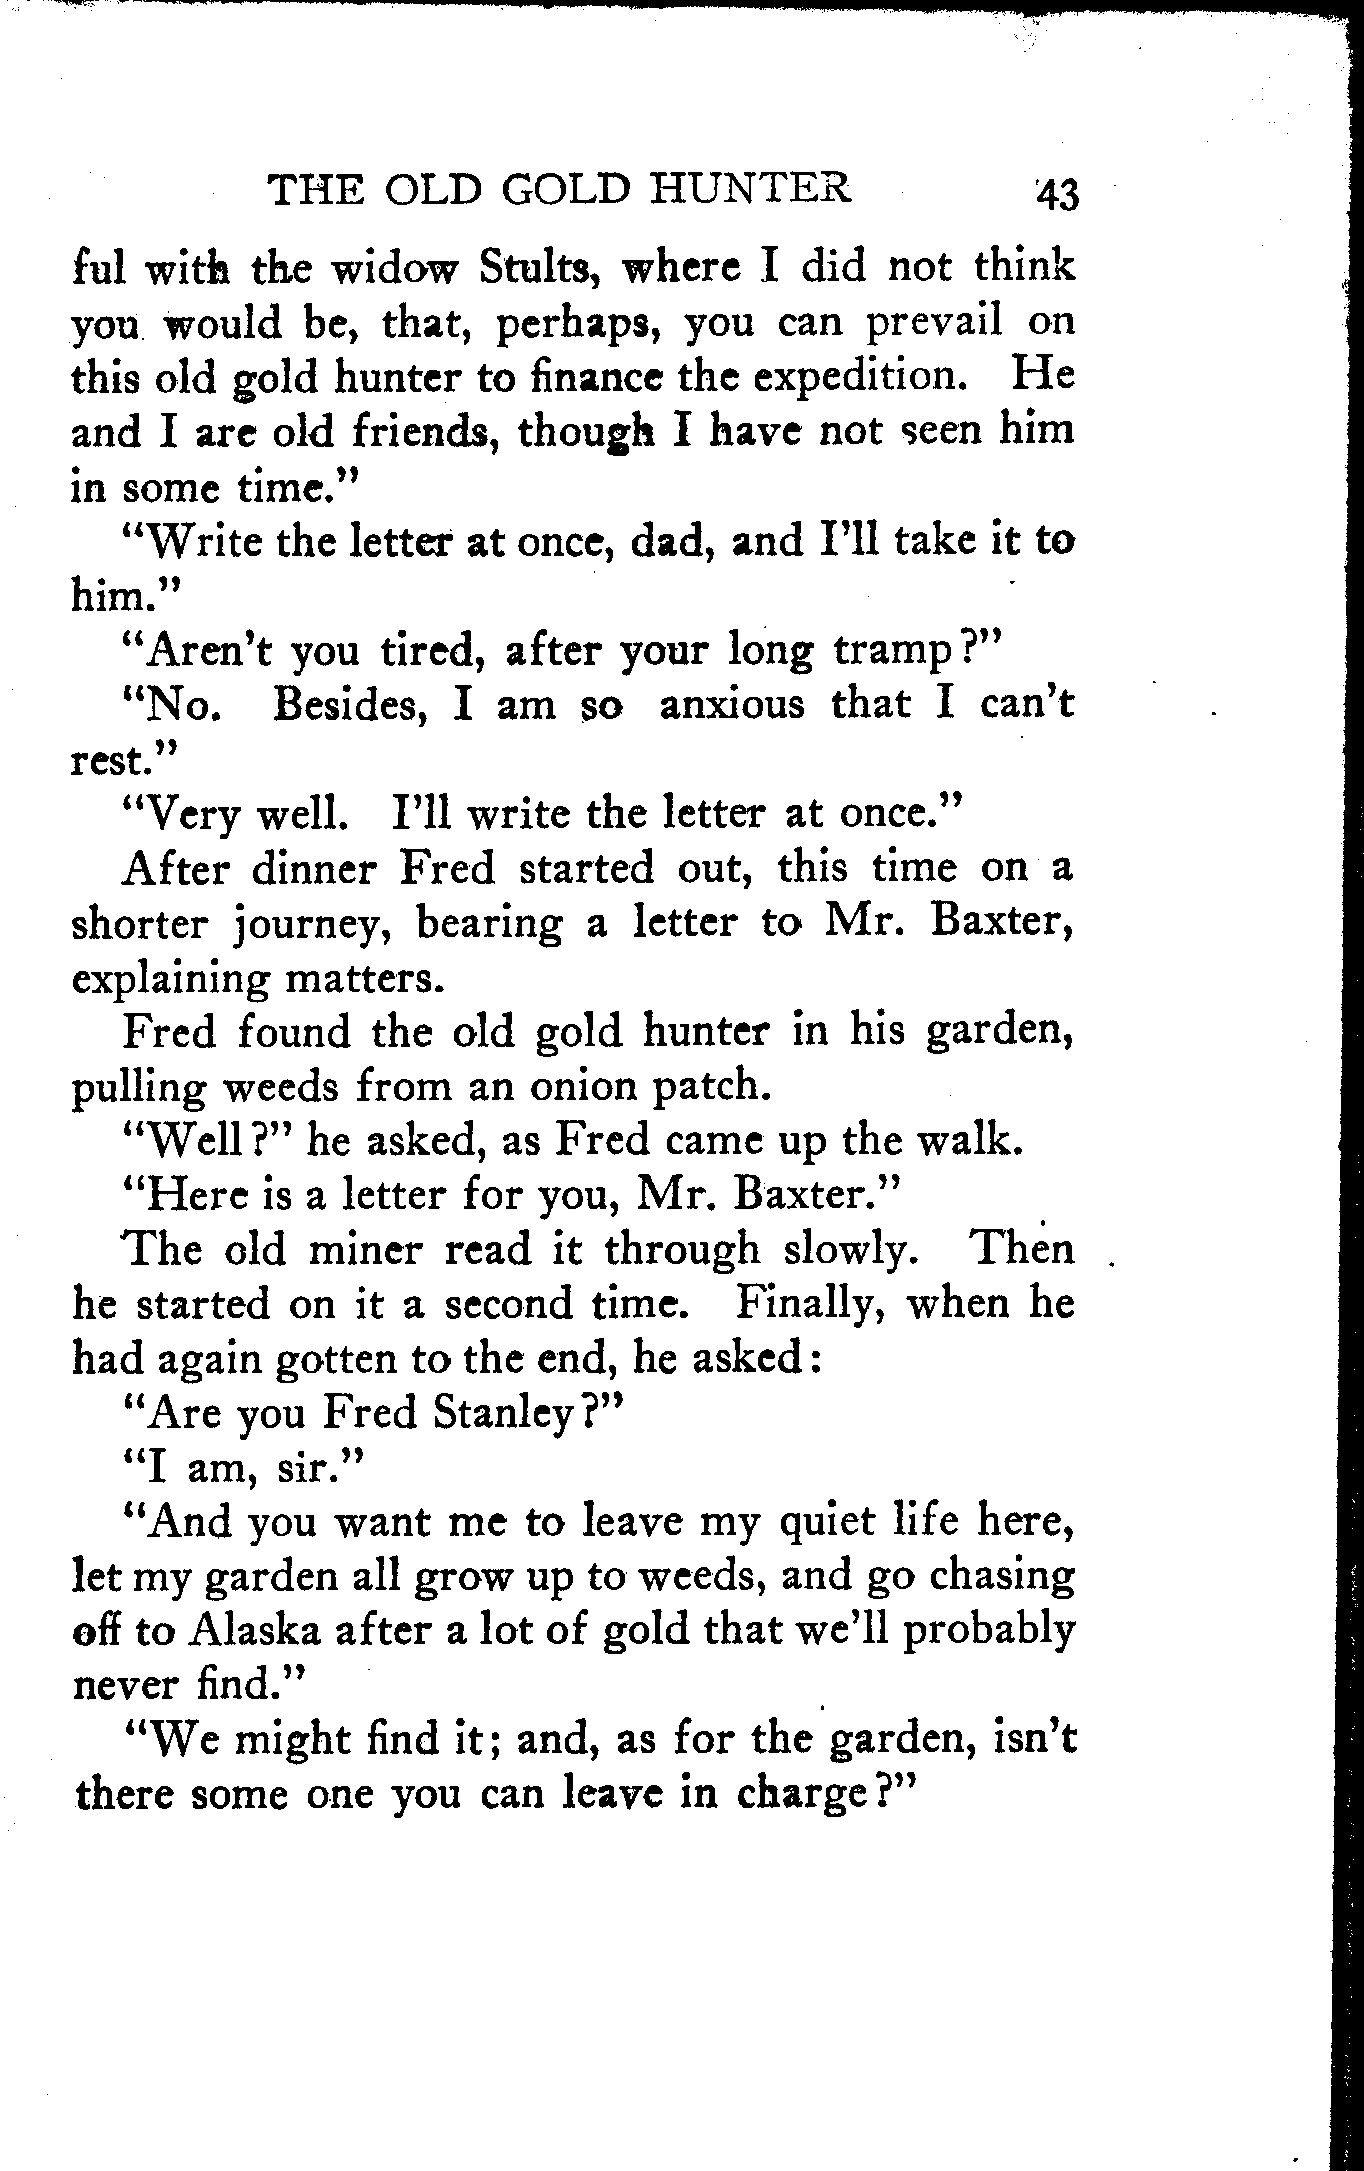 THE OLD GOLD HUNTER 43
ful with the widow Stults, where I did not think
you would be, that, perhaps, you can prevail on
this old gold hunter to finance the expedition. He
and I are old friends, though I have not seen him
in some time."
"Write the letter at once, dad, and I'll take it to
him."
"Aren't you tired, after your long tramp?"
"No. Besides, I am so anxious that I can't
rest."
"Very well. I'll write the letter at once."
After dinner Fred started out, this time on a
shorter journey, bearing a letter to Mr. Baxter,
explaining matters.
Fred found the old gold hunter in his garden,
pulling weeds from an onion patch.
"Well?" he asked, as Fred came up the walk.
"Here is a letter for you, Mr. Baxter."
The old miner read it through slowly. Then
he started on it a second time. Finally, when he
had again gotten to the end, he asked:
"Are you Fred Stanley?"
"I am, sir."
"And you want me to leave my quiet life here,
let my garden all grow up to weeds, and go chasing
off to Alaska after a lot of gold that we'll probably
never find."
"We might find it; and, as for the garden, isn't
there some one you can leave in charge?"